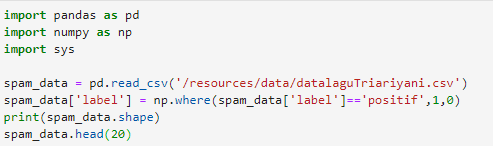 import pandas as pd
import numpy as np
import sys
spam_data = pd.read_csv('/resources/data/datalaguTriariyani.csv')
spam_data['label'] = np.where(spam_data['label']=='positif',1,0)
print(spam_data.shape)
spam_data.head(20)